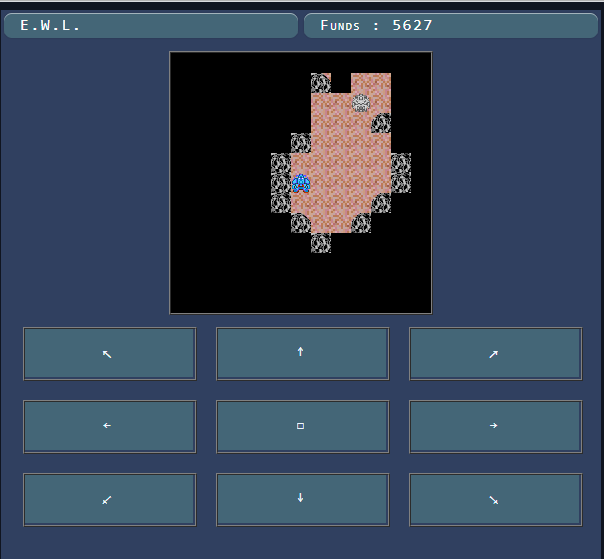 E.W.L.
Funds : 5627
↖ ↑ ↗
← □ →
↙ ↓ ↘